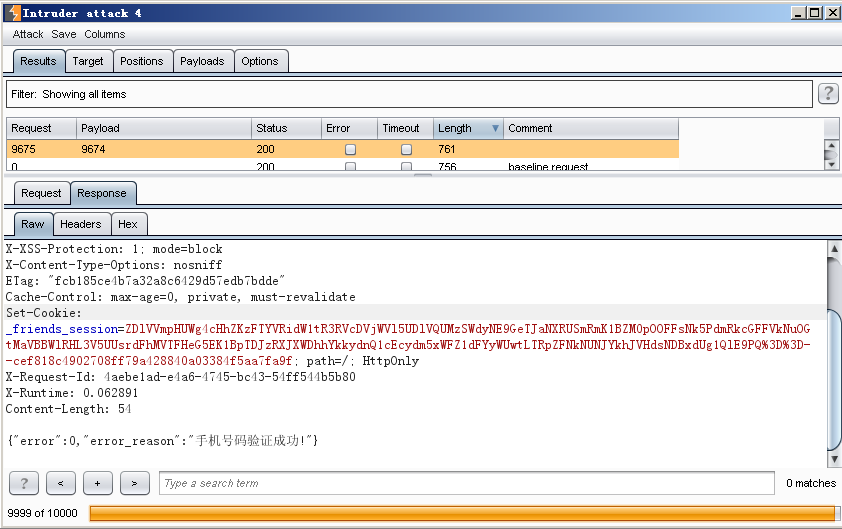 Intruder attack 4
Attack Save Columns
Results Target Positions Payloads Options
Filter: Showing all items
?
Request Payload Status Error Timeout Length Comment
9675 9674 200 761
0 200 756 baseline request
Request Response
Raw Headers Hex
X-XSS-Protection: 1; mode=block
X-Content-Type-Options: nosniff
ETag: "fcb185ce4b7a32a8c6429d57edb7bdde"
Cache-Control: max-age=0, private, must-revalidate
Set-Cookie:
_friends_session=ZDlVVmpHUWg4cHhZKzFTYVRidW1tR3RVcDVjWVl5UDlVQUMzSWdyNE9GeTJaNXRUSmRmK1BZM0pOOFFsNk5PdmRkcGFFVkNuOG
tMaVBBWlRHL3V5UUsrdFhMVTFHeG5EK1BpTDJzRXJXWDhhYkkydnQ1cEcydm5xWFZ1dFYyWUwtLTRpZFNkNUNJYkhJVHdsNDBxdUg1QlE9PQ%3D%3D-
-cef818c4902708ff79a428840a03384f5aa7fa9f; path=/; HttpOnly
X-Request-Id: 4aebe1ad-e4a6-4745-bc43-54ff544b5b80
X-Runtime: 0.062891
Content-Length: 54
{"error":0,"error_reason":"手机号码验证成功!"}
? < + > Type a search term 0 matches
9999 of 10000